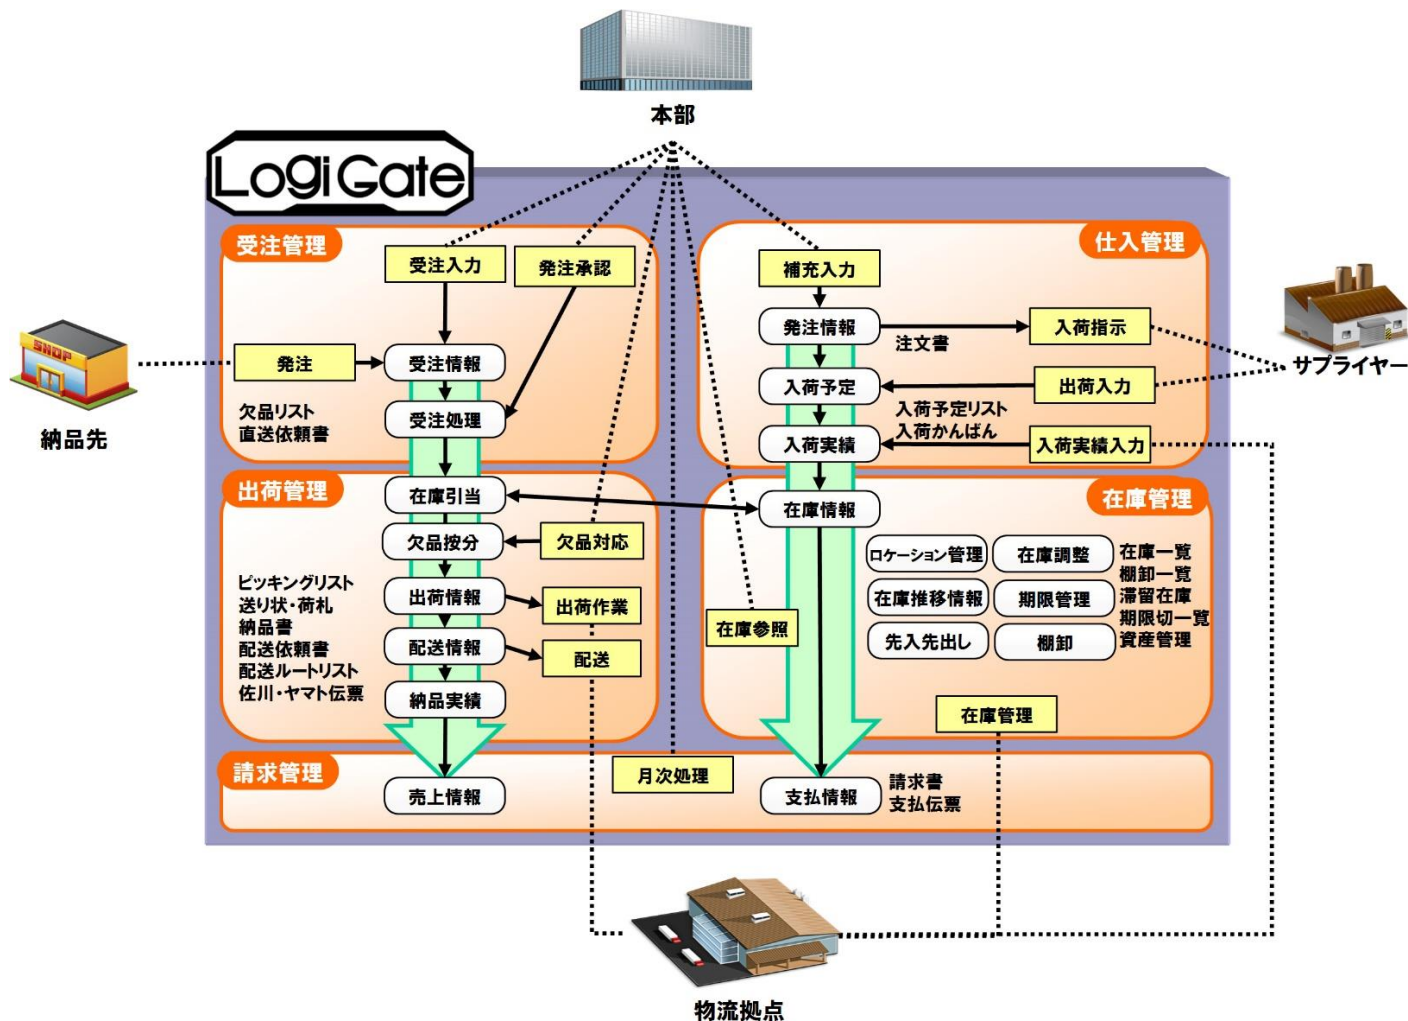 本部
LogiGate
受注管理
受注入力
発注承認
発注
受注情報
受注処理
欠品リスト
直送依頼書
SHOP
納品先
仕入管理
補充入力
発注情報
注文書
入荷指示
入荷予定
出荷入力
入荷予定リスト
入荷かんばん
入荷実績
入荷実績入力
サプライヤー
出荷管理
在庫引当
欠品按分
欠品対応
出荷情報
出荷作業
配送情報
配送
納品実績
ピッキングリスト
送り状・荷札
納品書
配送依頼書
配送ルートリスト
佐川・ヤマト伝票
在庫管理
在庫情報
ロケーション管理
在庫調整
在庫推移情報
期限管理
先入先出し
棚卸
在庫一覧
棚卸一覧
滞留在庫
期限切一覧
資産管理
在庫参照
在庫管理
請求管理
売上情報
月次処理
支払情報
請求書
支払伝票
物流拠点